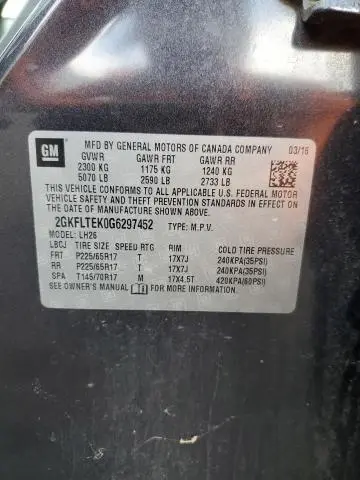 GM
MFD BY GENERAL MOTORS OF CANADA COMPANY 03/16
GVWR GAWR FRT GAWR RR
2300 KG 1175 KG 1240 KG
5070 LB 2590 LB 2733 LB
THIS VEHICLE CONFORMS TO ALL APPLICABLE U.S. FEDERAL MOTOR
VEHICLE SAFETY AND THEFT PREVENTION STANDARDS IN EFFECT ON
THE DATE OF MANUFACTURE SHOWN ABOVE.
2GKFLTEK0G6297452 TYPE: M.P.V.
MODEL: LH26
LBCJ TIRE SIZE SPEED RTG RIM COLD TIRE PRESSURE
FRT P225/65R17 T 17X7J 240KPA(35PSI)
RR P225/65R17 T 17X7J 240KPA(35PSI)
SPA T145/70R17 M 17X4.5T 420KPA(60PSI)
SEE OWNER'S MANUAL FOR MORE INFORMATION.